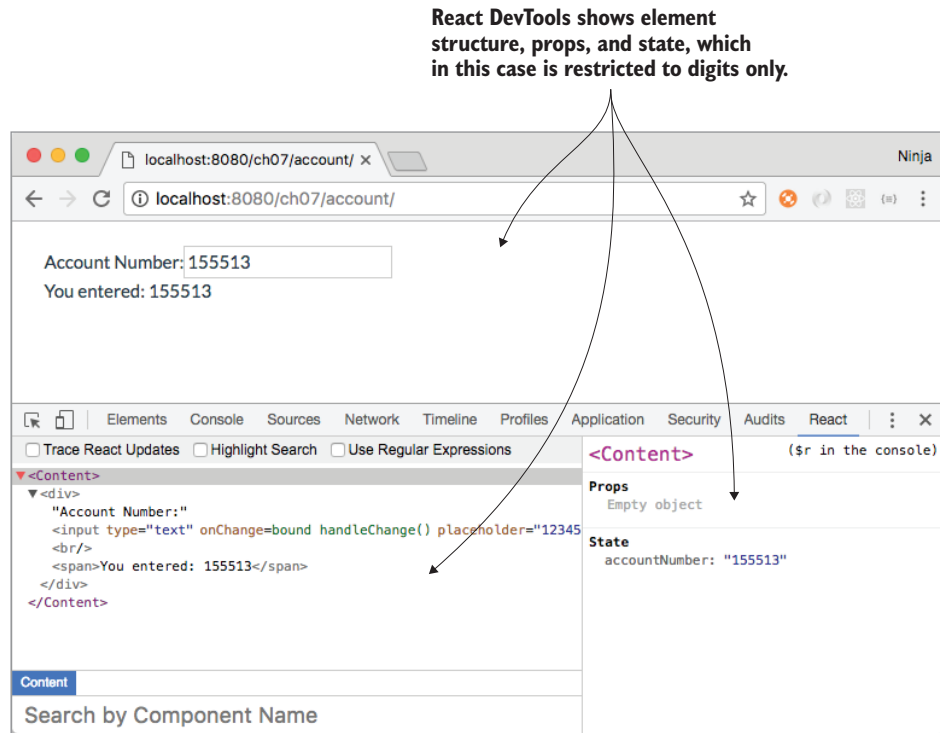 React DevTools shows element
structure, props, and state, which
in this case is restricted to digits only.
localhost:8080/ch07/account/ ×
Ninja
localhost:8080/ch07/account/
Account Number: 155513
You entered: 155513
Elements Console Sources Network Timeline Profiles Application Security Audits React
Trace React Updates Highlight Search Use Regular Expressions
<Content> ($r in the console)
<Content>
<div>
"Account Number:"
<input type="text" onChange=bound handleChange() placeholder="12345
<br/>
<span>You entered: 155513</span>
</div>
</Content>
Props
Empty object
State
accountNumber: "155513"
Content
Search by Component Name